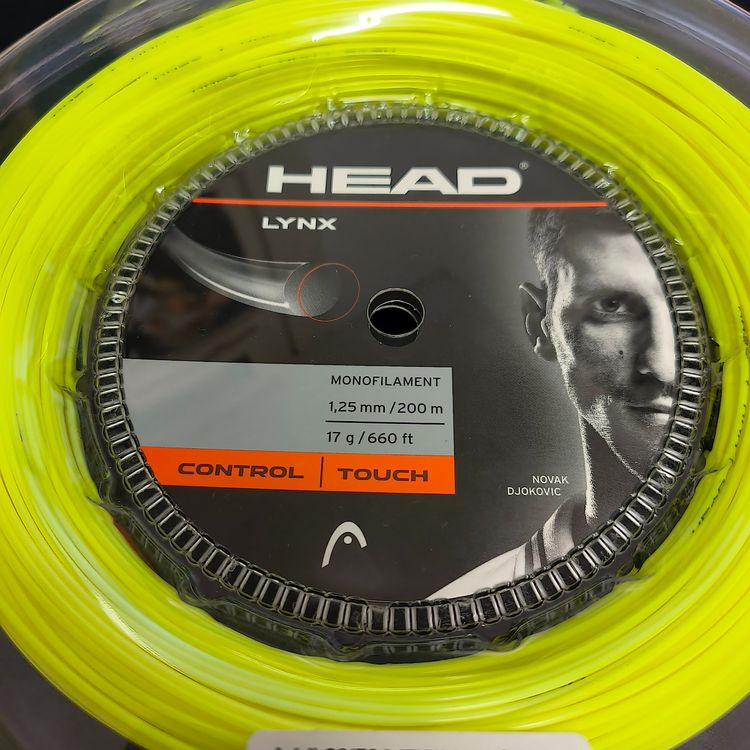 HEAD®
LYNX
MONOFILAMENT
1,25 mm / 200 m
17 g / 660 ft
CONTROL | TOUCH
NOVAK
DJOKOVIC